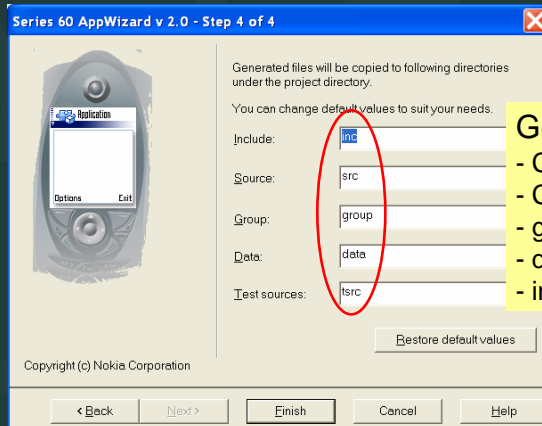 Series 60 AppWizard v 2.0 - Step 4 of 4
Application
Options Exit
Generated files will be copied to following directories
under the project directory.
You can change default values to suit your needs.
Include: inc
Source: src
Group: group
Data: data
Test sources: tsrc
Restore default values
Copyright (c) Nokia Corporation
< Back Next > Finish Cancel Help